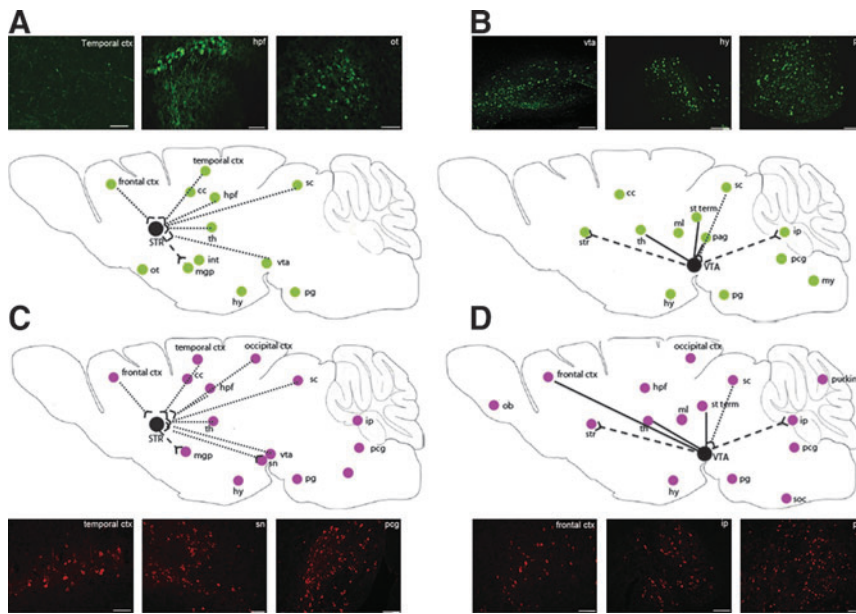 A
B
Temporal ctx
hpf
ot
vta
hy
temporal ctx
frontal ctx
cc
hpf
sc
STR
th
ot
int
mgp
vta
hy
pg
cc
sc
st term
str
th
ml
pag
ip
VTA
pcg
my
hy
pg
C
D
temporal ctx
occipital ctx
frontal ctx
cc
hpf
sc
STR
th
mgp
ip
vta
sn
pcg
hy
pg
occipital ctx
frontal ctx
hpf
sc
ob
st term
ml
str
th
ip
VTA
pcg
hy
pg
soc
temporal ctx
sn
pcg
frontal ctx
ip